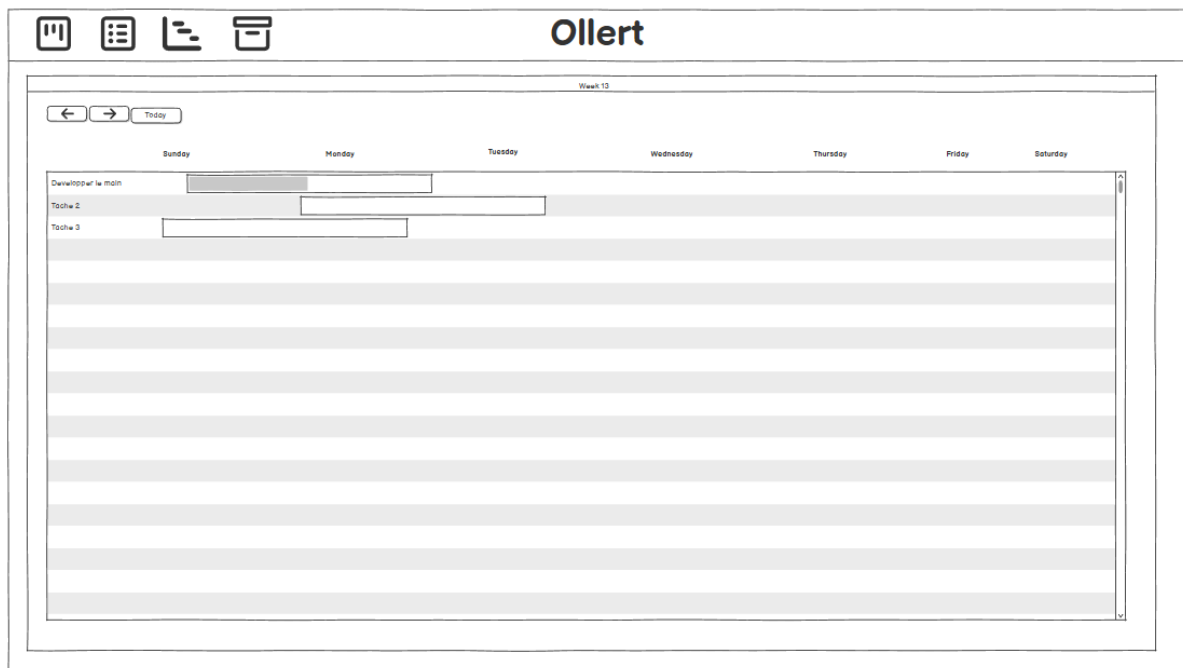 Ollert
Week 13
Today
Sunday Monday Tuesday Wednesday Thursday Friday Saturday
Developper le main
Tache 2
Tache 3